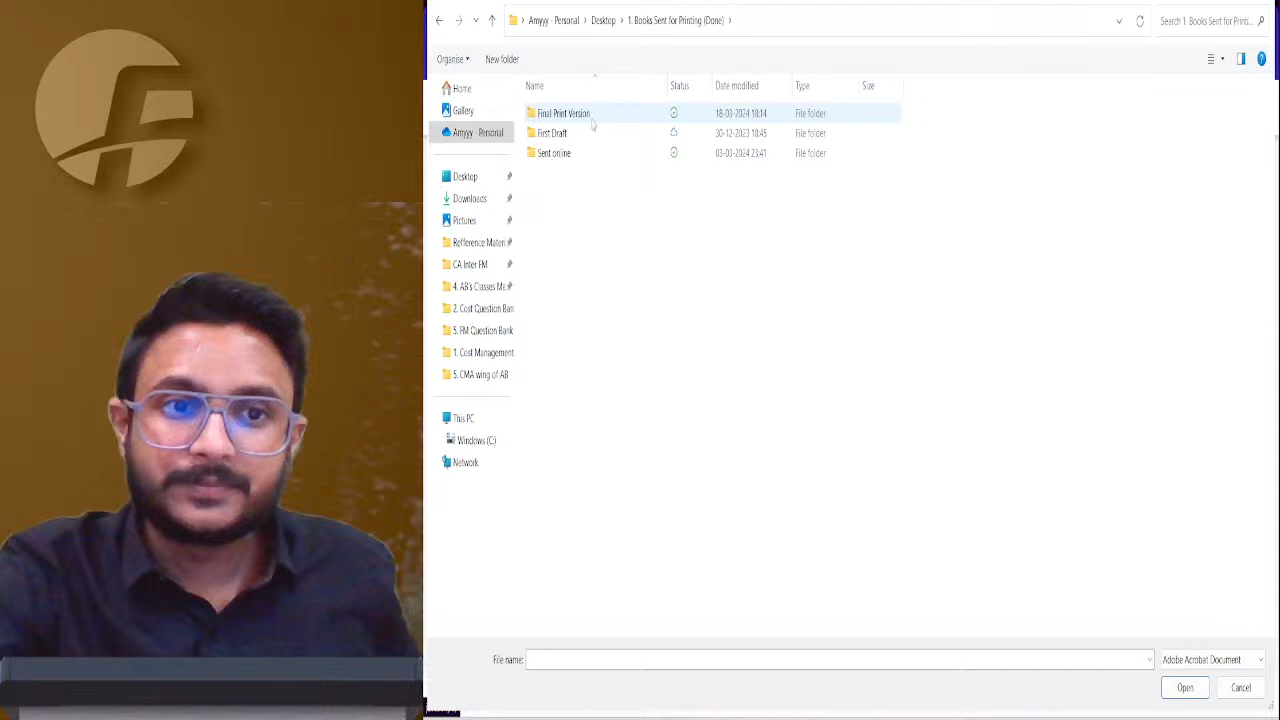 Amyyy - Personal > Desktop > 1. Books Sent for Printing (Done) >
Search 1. Books Sent for Printi...
Organise
New folder
Name Status Date modified Type Size
Final Print Version 18-03-2024 18:14 File folder
First Draft 30-12-2023 18:45 File folder
Sent online 03-03-2024 23:41 File folder
Home
Gallery
Amyyy - Personal
Desktop
Downloads
Pictures
Refference Materi
CA Inter FM
4. AB's Classes Ma
2. Cost Question Ban
5. FM Question Bank
1. Cost Management
5. CMA wing of AB
This PC
Windows (C:)
Network
File name:
Adobe Acrobat Document
Open
Cancel